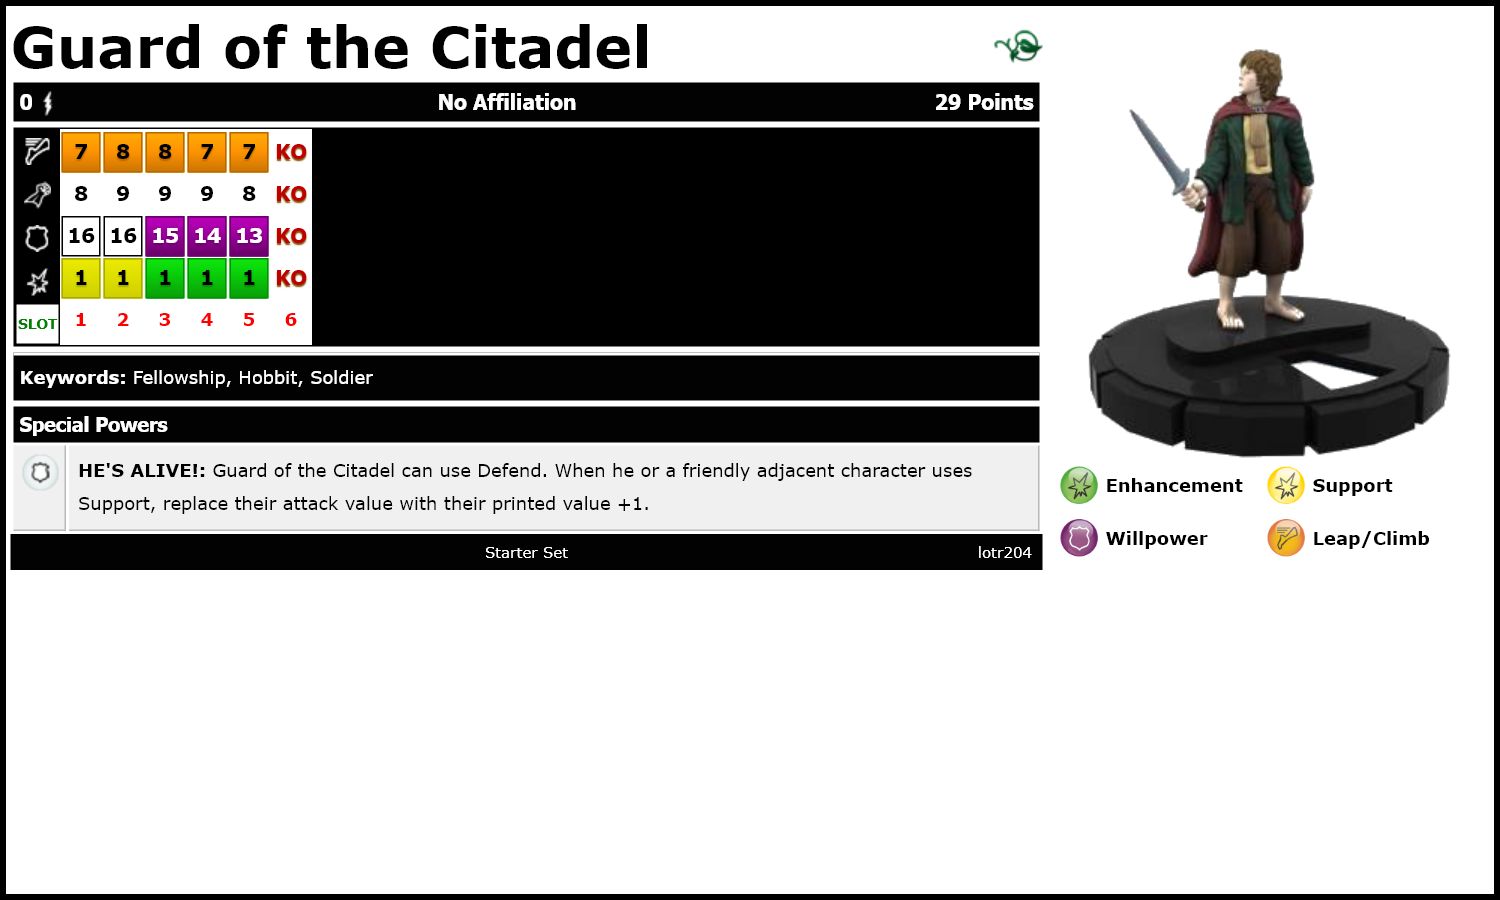 Guard of the Citadel
0 No Affiliation 29 Points
7 8 8 7 7 KO
8 9 9 9 8 KO
16 16 15 14 13 KO
1 1 1 1 1 KO
SLOT 1 2 3 4 5 6
Keywords: Fellowship, Hobbit, Soldier
Special Powers
HE'S ALIVE!: Guard of the Citadel can use Defend. When he or a friendly adjacent character uses
Support, replace their attack value with their printed value +1.
Starter Set lotr204
Enhancement Support
Willpower Leap/Climb